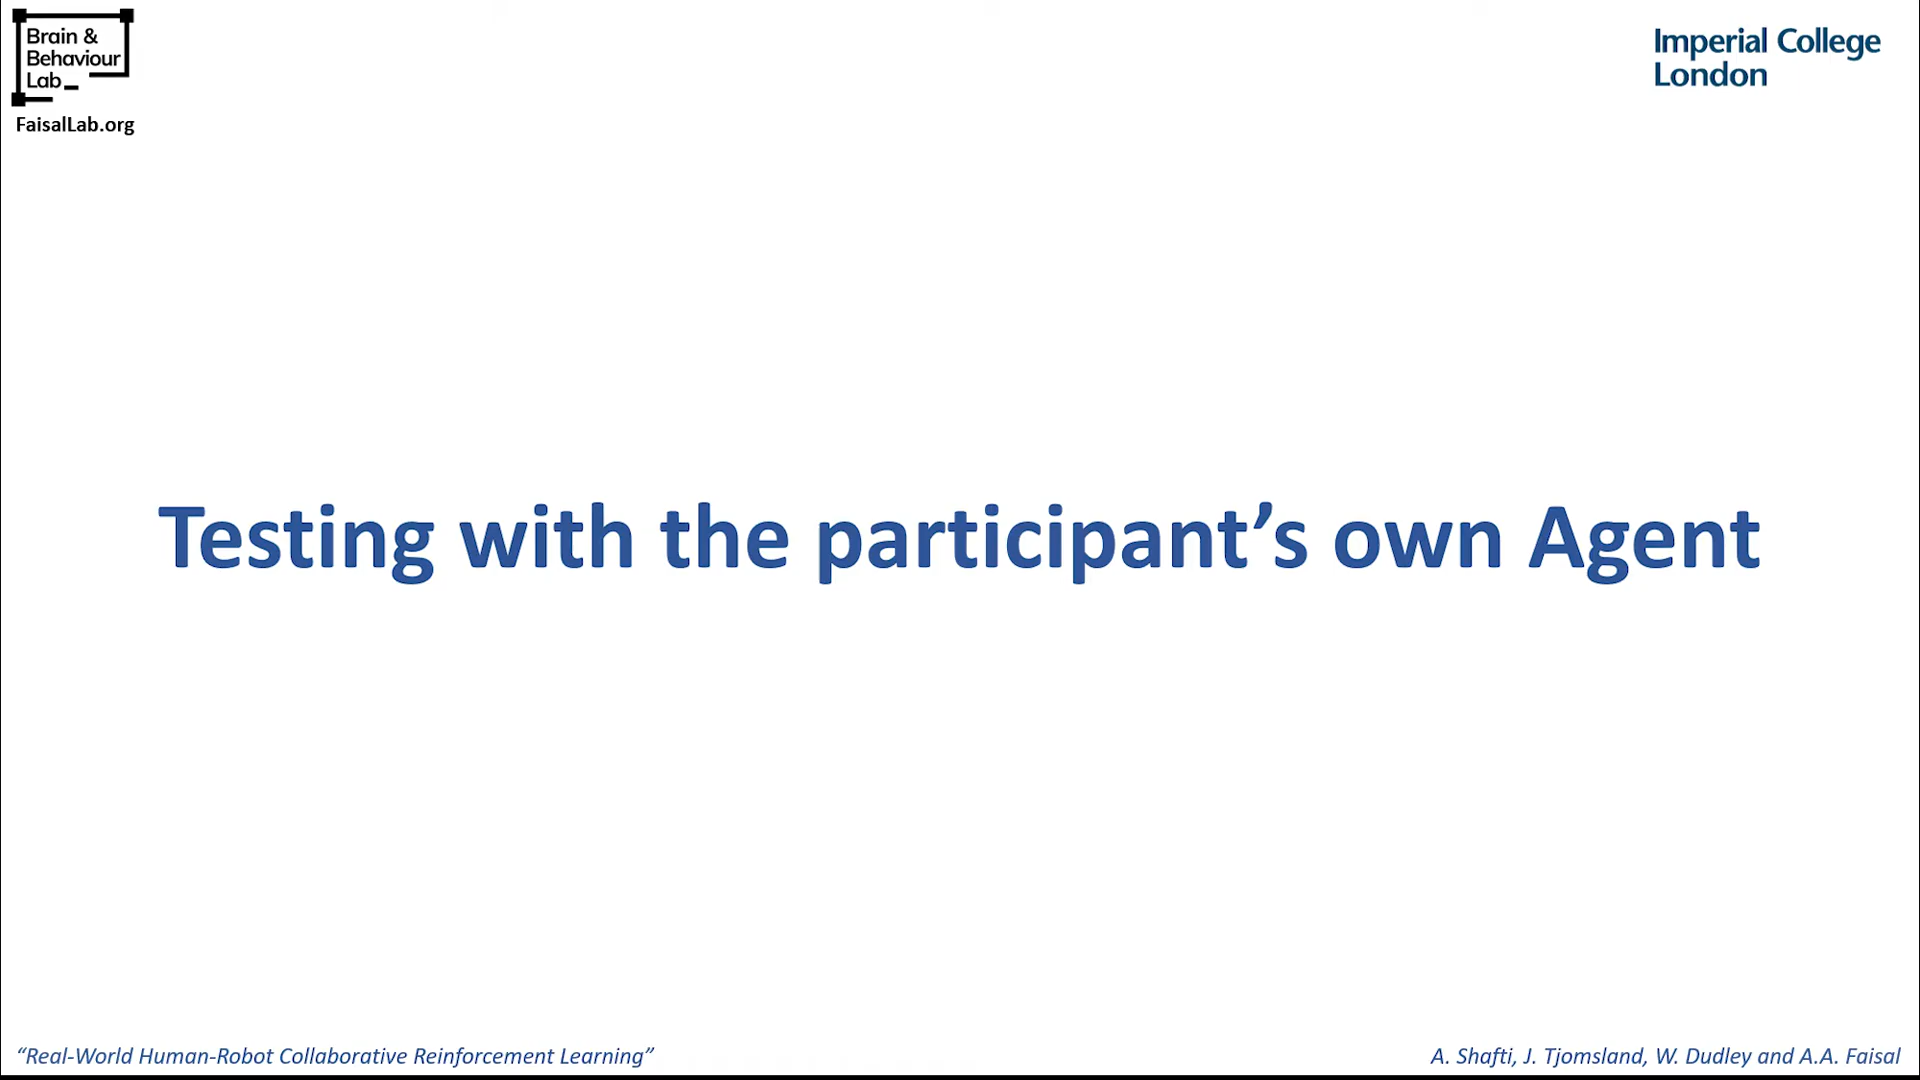 Brain &
Behaviour
Lab_
FaisalLab.org
Imperial College
London
Testing with the participant’s own Agent
“Real-World Human-Robot Collaborative Reinforcement Learning”
A. Shafti, J. Tjomsland, W. Dudley and A.A. Faisal